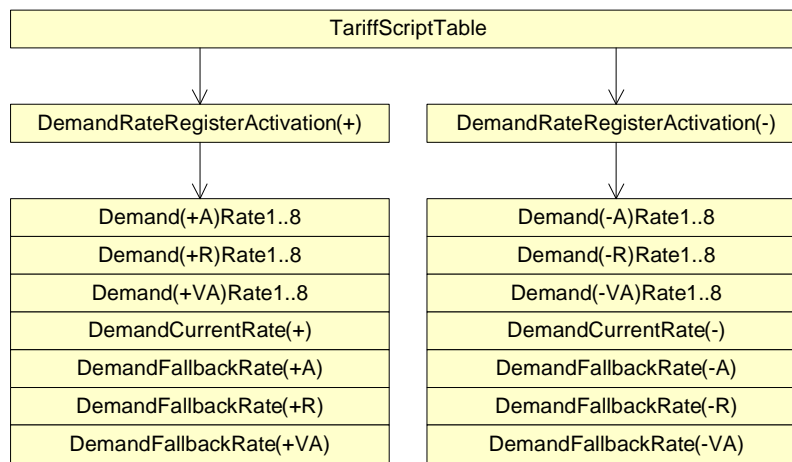 TariffScriptTable
DemandRateRegisterActivation(+)
DemandRateRegisterActivation(-)
Demand(+A)Rate1..8
Demand(+R)Rate1..8
Demand(+VA)Rate1..8
DemandCurrentRate(+)
DemandFallbackRate(+A)
DemandFallbackRate(+R)
DemandFallbackRate(+VA)
Demand(-A)Rate1..8
Demand(-R)Rate1..8
Demand(-VA)Rate1..8
DemandCurrentRate(-)
DemandFallbackRate(-A)
DemandFallbackRate(-R)
DemandFallbackRate(-VA)